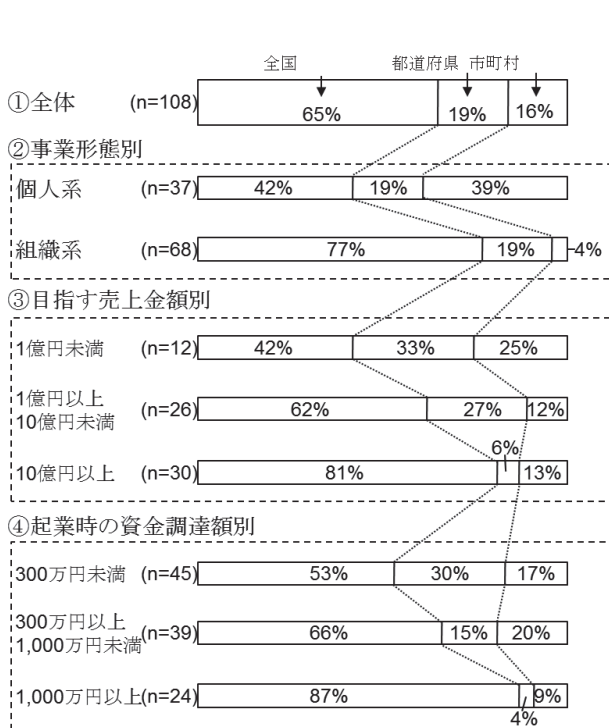 全国 都道府県 市町村
①全体 (n=108) 65% 19% 16%
②事業形態別
個人系 (n=37) 42% 19% 39%
組織系 (n=68) 77% 19% 4%
③目指す売上金額別
1億円未満 (n=12) 42% 33% 25%
1億円以上
10億円未満 (n=26) 62% 27% 12%
6%
10億円以上 (n=30) 81% 13%
④起業時の資金調達額別
300万円未満 (n=45) 53% 30% 17%
300万円以上
1,000万円未満 (n=39) 66% 15% 20%
1,000万円以上 (n=24) 87% 9%
4%